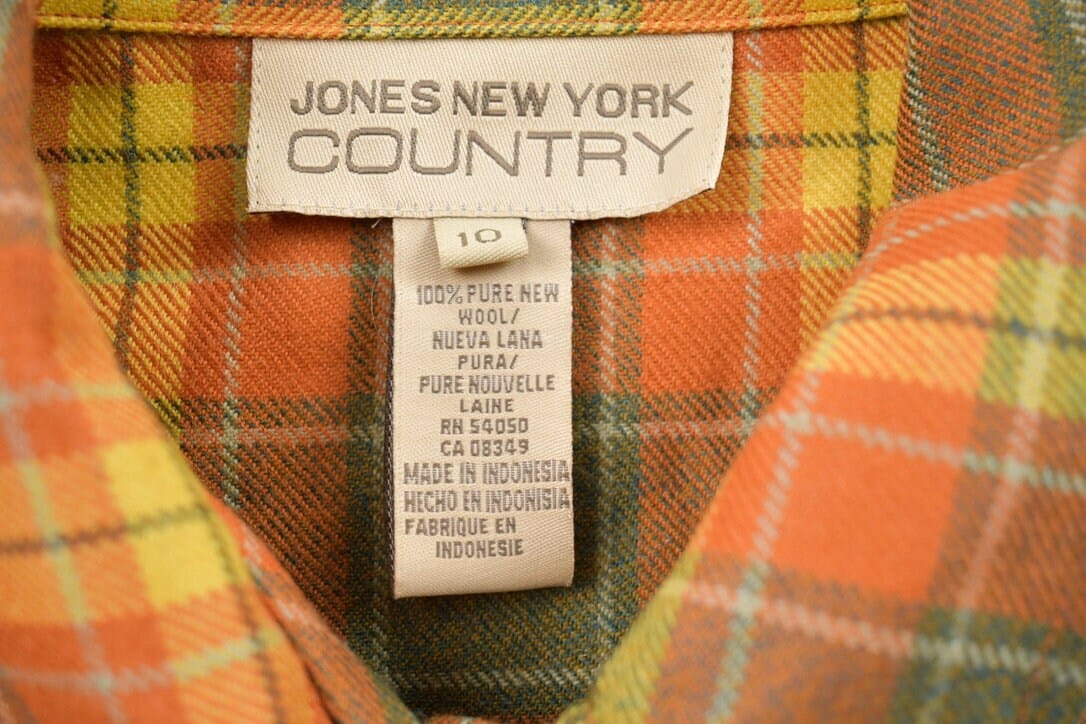 JONES NEW YORK
COUNTRY
10
100% PURE NEW
WOOL/
NUEVA LANA
PURA/
PURE NOUVELLE
LAINE
RN 54050
CA 08349
MADE IN INDONESIA
HECHO EN INDONISIA
FABRIQUE EN
INDONESIE